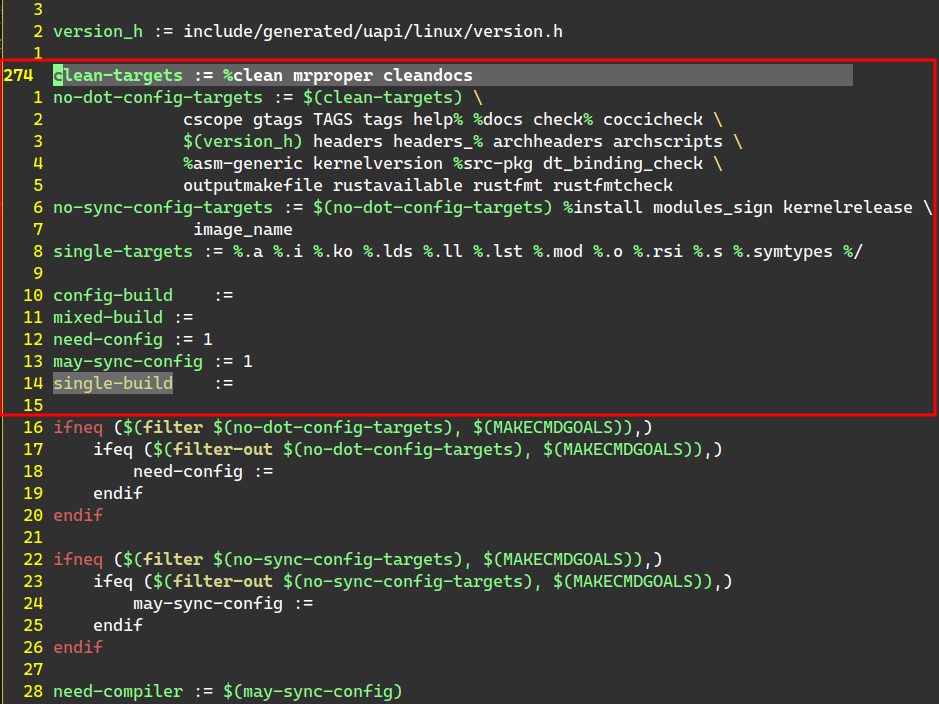 3
2 version_h := include/generated/uapi/linux/version.h
1
274 clean-targets := %clean mrproper cleandocs
1 no-dot-config-targets := $(clean-targets) \
2 cscope gtags TAGS tags help% %docs check% coccicheck \
3 $(version_h) headers headers_% archheaders archscripts \
4 %asm-generic kernelversion %src-pkg dt_binding_check \
5 outputmakefile rustavailable rustfmt rustfmtcheck
6 no-sync-config-targets := $(no-dot-config-targets) %install modules_sign kernelrelease \
7 image_name
8 single-targets := %.a %.i %.ko %.lds %.ll %.lst %.mod %.o %.rsi %.s %.symtypes %/
9
10 config-build :=
11 mixed-build :=
12 need-config := 1
13 may-sync-config := 1
14 single-build :=
15
16 ifneq ($(filter $(no-dot-config-targets), $(MAKECMDGOALS)),)
17 ifeq ($(filter-out $(no-dot-config-targets), $(MAKECMDGOALS)),)
18 need-config :=
19 endif
20 endif
21
22 ifneq ($(filter $(no-sync-config-targets), $(MAKECMDGOALS)),)
23 ifeq ($(filter-out $(no-sync-config-targets), $(MAKECMDGOALS)),)
24 may-sync-config :=
25 endif
26 endif
27
28 need-compiler := $(may-sync-config)